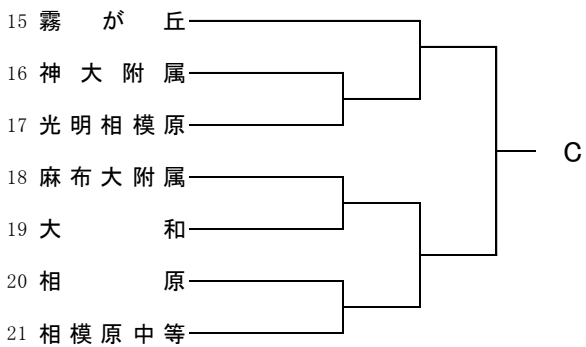 15 霧が丘
16 神大附属
17 光明相模原
18 麻布大附属
19 大和
20 相原
21 相模原中等
C